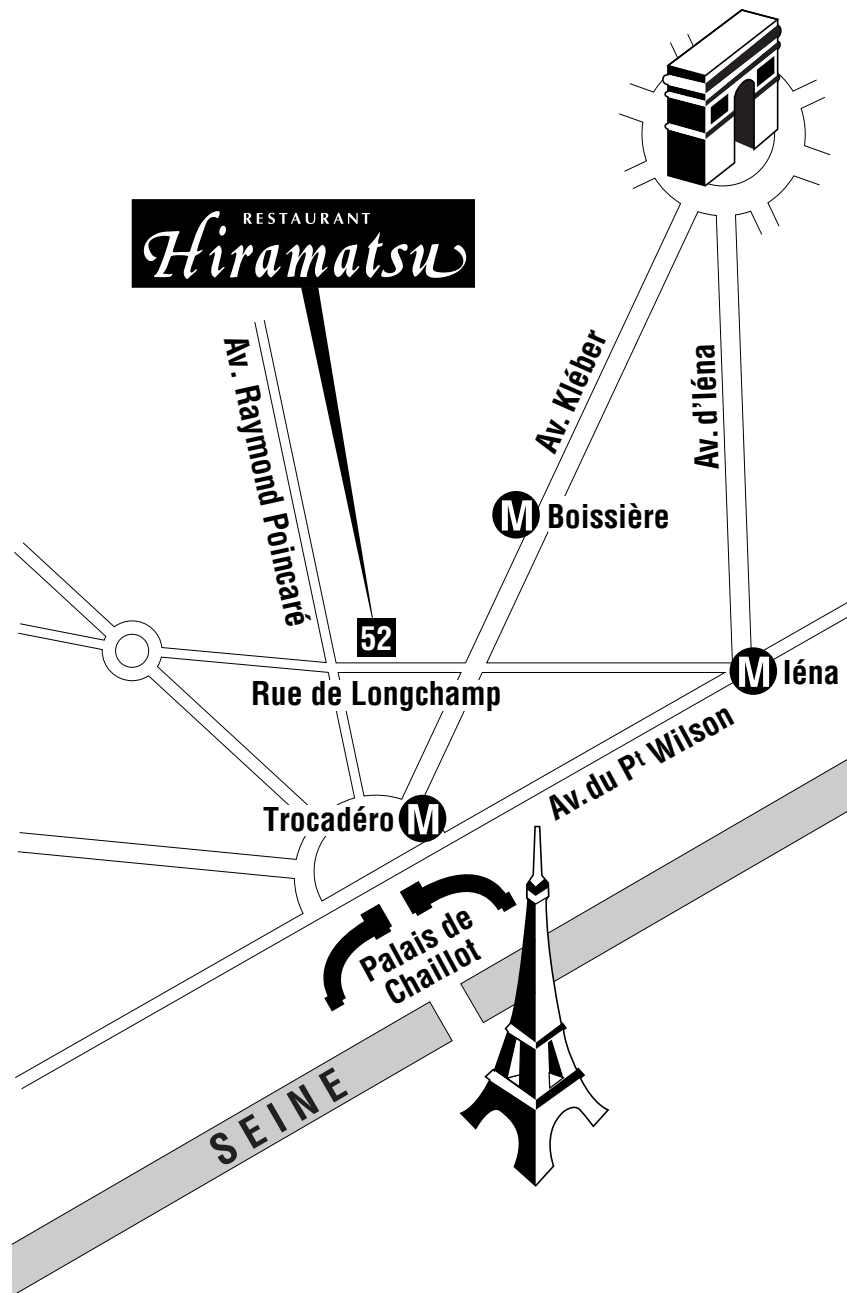 RESTAURANT
Hiramatsu
Av. Raymond Poincaré
Av. Kléber
Av. d'Iéna
M Boissière
52
Rue de Longchamp
M Iéna
Av. du Pt Wilson
Trocadéro M
Palais de
Chaillot
SEINE